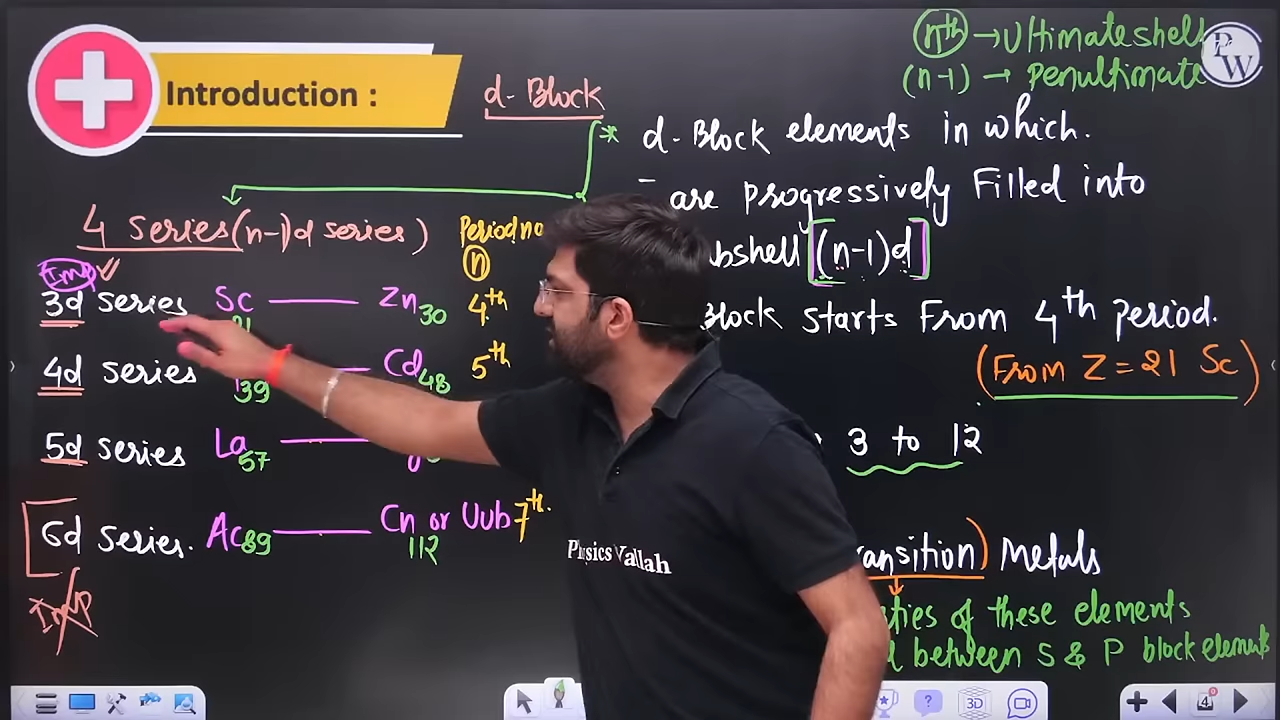 Introduction :
d-Block
nth → Ultimate shell
(n-1) → Penultimate
PW
* d-Block elements in which.
are progressively Filled into
(n-1)d
4 series (n-1)d series)
Period no
n
Imp ✓
3d series Sc — Zn30 4th
4d series 39 — Cd48 5th
5d series La57 —
6d series. Ac89 — Cn or Uub 7th.
112
Imp
Block starts From 4th period.
(From Z = 21 Sc)
3 to 12
Metals
of these elements
between S & P block elements
Physics Wallah
3D
4